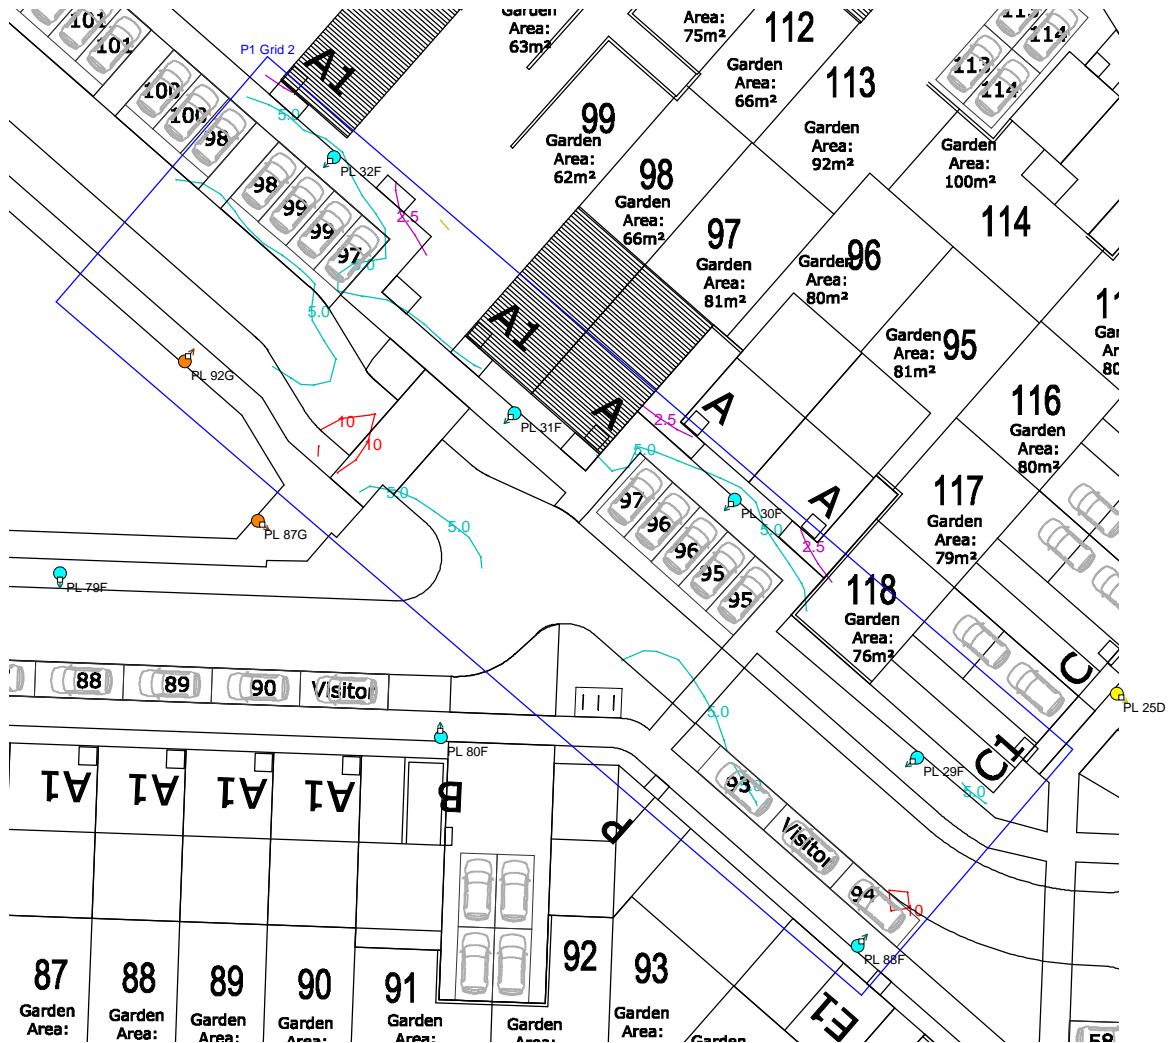 101
101
P1 Grid 2
A1
Garden
Area:
63m²
Area:
75m²
112
Garden
Area:
66m²
113
Garden
Area:
92m²
114
113
114
Garden
Area:
100m²
100
100
98
5.0
PL 32F
98
99
99
97
5.0
2.5
5.0
99
Garden
Area:
62m²
98
Garden
Area:
66m²
97
Garden
Area:
81m²
96
Garden
Area:
80m²
114
95
Garden
Area:
81m²
116
Garden
Area:
80m²
117
Garden
Area:
79m²
118
Garden
Area:
76m²
A1
A
A
A
PL 92G
PL 31F
10
10
2.5
5.0
5.0
5.0
PL 87G
PL 79F
97
96
96
95
95
PL 30F
5.0
2.5
C
C1
PL 25D
88
89
90
Visitor
PL 80F
5.0
PL 29F
5.0
93
Visitor
94
10
PL 88F
A1
A1
A1
A1
B
P
E1
87
Garden
Area:
88
Garden
Area:
89
Garden
Area:
90
Garden
Area:
91
Garden
Area:
Garden
Area:
92
93
Garden
Area:
Garden
58